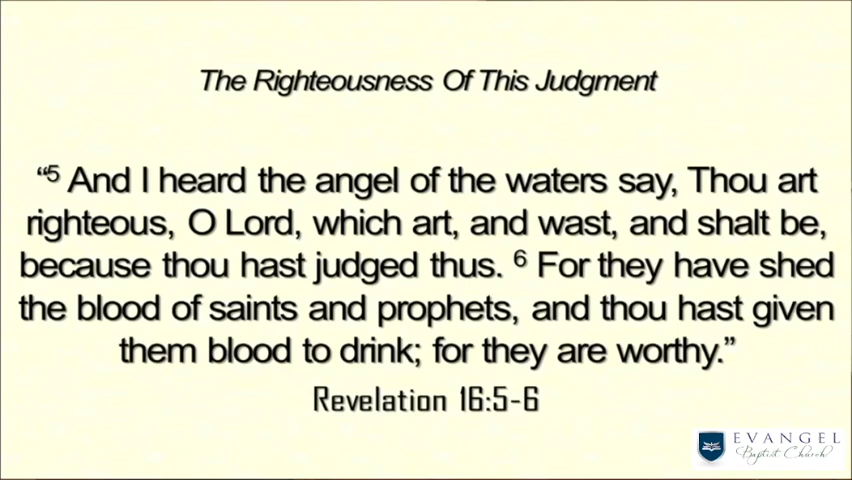 The Righteousness Of This Judgment
“⁵ And I heard the angel of the waters say, Thou art
righteous, O Lord, which art, and wast, and shalt be,
because thou hast judged thus. ⁶ For they have shed
the blood of saints and prophets, and thou hast given
them blood to drink; for they are worthy.”
Revelation 16:5-6
EVANGEL
Baptist Church